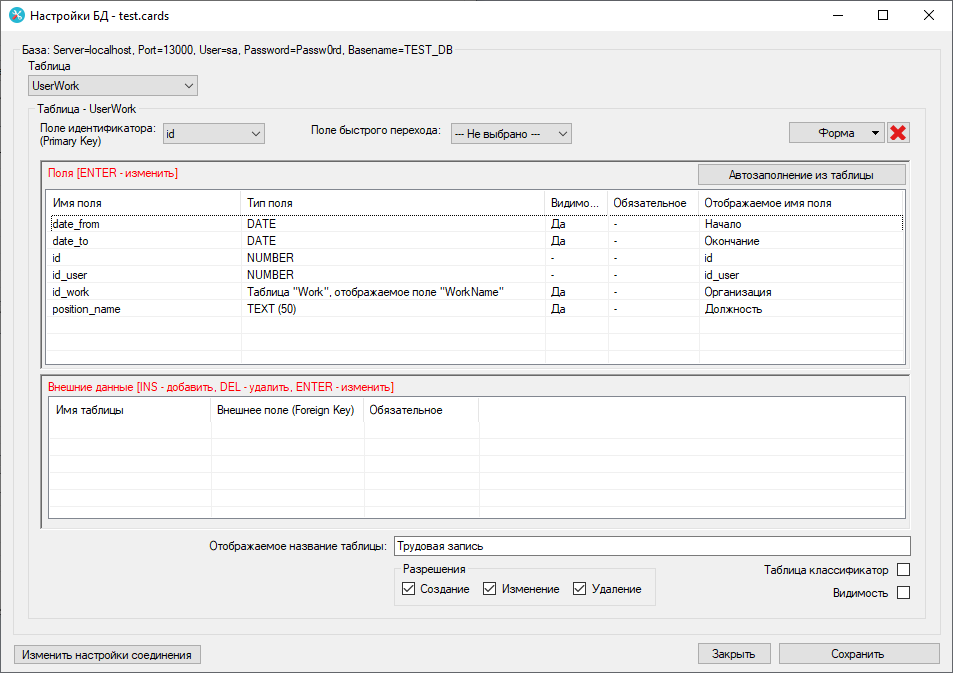 Настройки БД - test.cards
База: Server=localhost, Port=13000, User=sa, Password=Passw0rd, Basename=TEST_DB
Таблица
UserWork
Таблица - UserWork
Поле идентификатора: id Поле быстрого перехода: --- Не выбрано --- Форма
(Primary Key)
Поля [ENTER - изменить] Автозаполнение из таблицы
Имя поля Тип поля Видимо... Обязательное Отображаемое имя поля
date_from DATE Да - Начало
date_to DATE Да - Окончание
id NUMBER - - id
id_user NUMBER - - id_user
id_work Таблица "Work", отображаемое поле "WorkName" Да - Организация
position_name TEXT (50) Да - Должность
Внешние данные [INS - добавить, DEL - удалить, ENTER - изменить]
Имя таблицы Внешнее поле (Foreign Key) Обязательное
Отображаемое название таблицы: Трудовая запись
Разрешения
Таблица классификатор
Создание Изменение Удаление
Видимость
Изменить настройки соединения Закрыть Сохранить